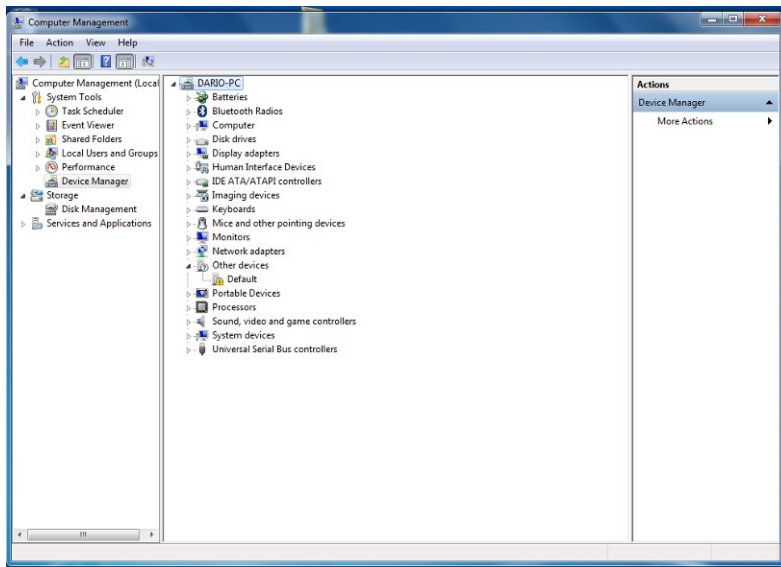 Computer Management
File Action View Help
Computer Management (Local
System Tools
Task Scheduler
Event Viewer
Shared Folders
Local Users and Groups
Performance
Device Manager
Storage
Disk Management
Services and Applications
DARIO-PC
Batteries
Bluetooth Radios
Computer
Disk drives
Display adapters
Human Interface Devices
IDE ATA/ATAPI controllers
Imaging devices
Keyboards
Mice and other pointing devices
Monitors
Network adapters
Other devices
Default
Portable Devices
Processors
Sound, video and game controllers
System devices
Universal Serial Bus controllers
Actions
Device Manager
More Actions